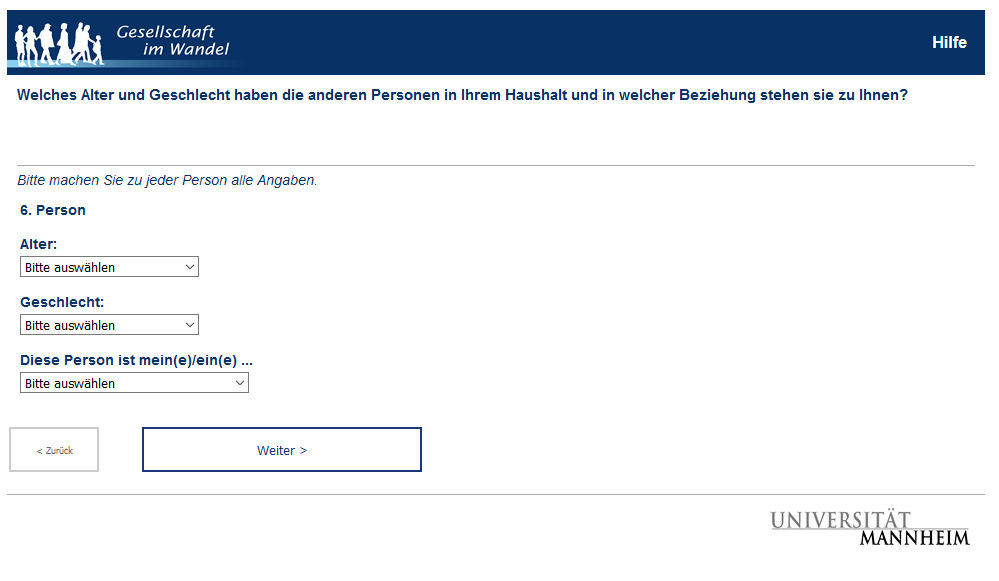 Gesellschaft
im Wandel
Hilfe
Welches Alter und Geschlecht haben die anderen Personen in Ihrem Haushalt und in welcher Beziehung stehen sie zu Ihnen?
Bitte machen Sie zu jeder Person alle Angaben.
6. Person
Alter:
Bitte auswählen
Geschlecht:
Bitte auswählen
Diese Person ist mein(e)/ein(e) ...
Bitte auswählen
< Zurück
Weiter >
UNIVERSITÄT
MANNHEIM